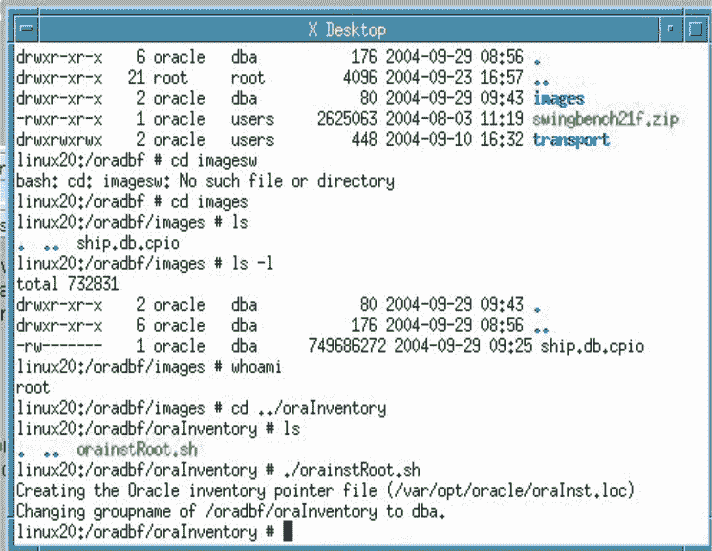 X Desktop
drwxr-xr-x 6 oracle dba 176 2004-09-29 08:56 .
drwxr-xr-x 21 root root 4096 2004-09-23 16:57 ..
drwxr-xr-x 2 oracle dba 80 2004-09-29 09:43 images
-rwxr-xr-x 1 oracle users 2625063 2004-08-03 11:19 swingbench21f.zip
drwxrwxrwx 2 oracle users 448 2004-09-10 16:32 transport
linux20:/oradbf # cd imagesw
bash: cd: imagesw: No such file or directory
linux20:/oradbf # cd images
linux20:/oradbf/images # ls
. .. ship.db.cpio
linux20:/oradbf/images # ls -l
total 732831
drwxr-xr-x 2 oracle dba 80 2004-09-29 09:43 .
drwxr-xr-x 6 oracle dba 176 2004-09-29 08:56 ..
-rw------- 1 oracle dba 749686272 2004-09-29 09:25 ship.db.cpio
linux20:/oradbf/images # whoami
root
linux20:/oradbf/images # cd ../oraInventory
linux20:/oradbf/oraInventory # ls
. .. orainstRoot.sh
linux20:/oradbf/oraInventory # ./orainstRoot.sh
Creating the Oracle inventory pointer file (/var/opt/oracle/oraInst.loc)
Changing groupname of /oradbf/oraInventory to dba.
linux20:/oradbf/oraInventory #